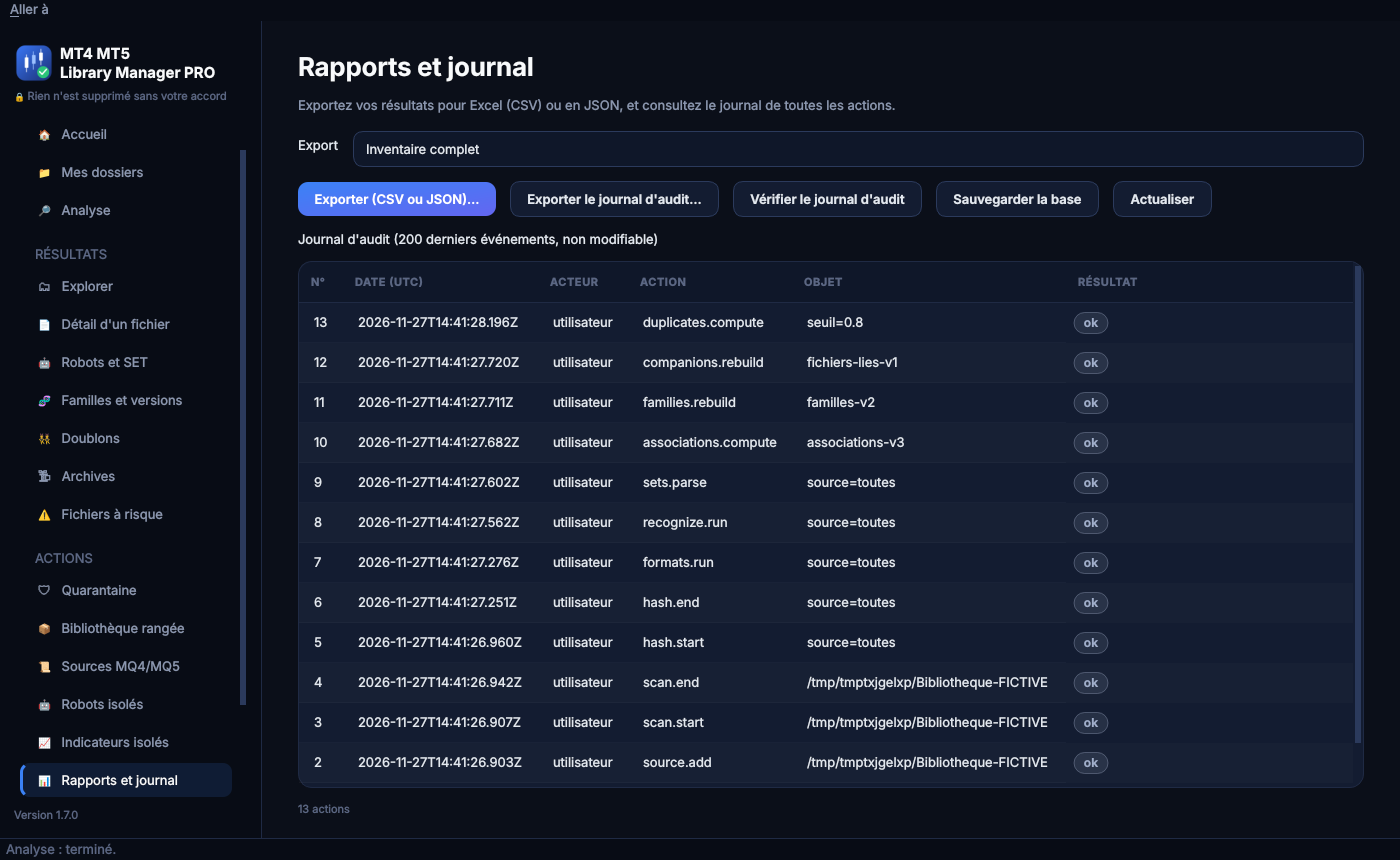 Aller à
MT4 MT5
Library Manager PRO
Rien n'est supprimé sans votre accord
Accueil
Mes dossiers
Analyse
RÉSULTATS
Explorer
Détail d'un fichier
Robots et SET
Familles et versions
Doublons
Archives
Fichiers à risque
ACTIONS
Quarantaine
Bibliothèque rangée
Sources MQ4/MQ5
Robots isolés
Indicateurs isolés
Rapports et journal
Version 1.7.0
Rapports et journal
Exportez vos résultats pour Excel (CSV) ou en JSON, et consultez le journal de toutes les actions.
Export Inventaire complet
Exporter (CSV ou JSON)... Exporter le journal d'audit... Vérifier le journal d'audit Sauvegarder la base Actualiser
Journal d'audit (200 derniers événements, non modifiable)
N° DATE (UTC) ACTEUR ACTION OBJET RÉSULTAT
13 2026-11-27T14:41:28.196Z utilisateur duplicates.compute seuil=0.8 ok
12 2026-11-27T14:41:27.720Z utilisateur companions.rebuild fichiers-lies-v1 ok
11 2026-11-27T14:41:27.711Z utilisateur families.rebuild familles-v2 ok
10 2026-11-27T14:41:27.682Z utilisateur associations.compute associations-v3 ok
9 2026-11-27T14:41:27.602Z utilisateur sets.parse source=toutes ok
8 2026-11-27T14:41:27.562Z utilisateur recognize.run source=toutes ok
7 2026-11-27T14:41:27.276Z utilisateur formats.run source=toutes ok
6 2026-11-27T14:41:27.251Z utilisateur hash.end source=toutes ok
5 2026-11-27T14:41:26.960Z utilisateur hash.start source=toutes ok
4 2026-11-27T14:41:26.942Z utilisateur scan.end /tmp/tmptxjgelxp/Bibliotheque-FICTIVE ok
3 2026-11-27T14:41:26.907Z utilisateur scan.start /tmp/tmptxjgelxp/Bibliotheque-FICTIVE ok
2 2026-11-27T14:41:26.903Z utilisateur source.add /tmp/tmptxjgelxp/Bibliotheque-FICTIVE ok
13 actions
Analyse : terminé.